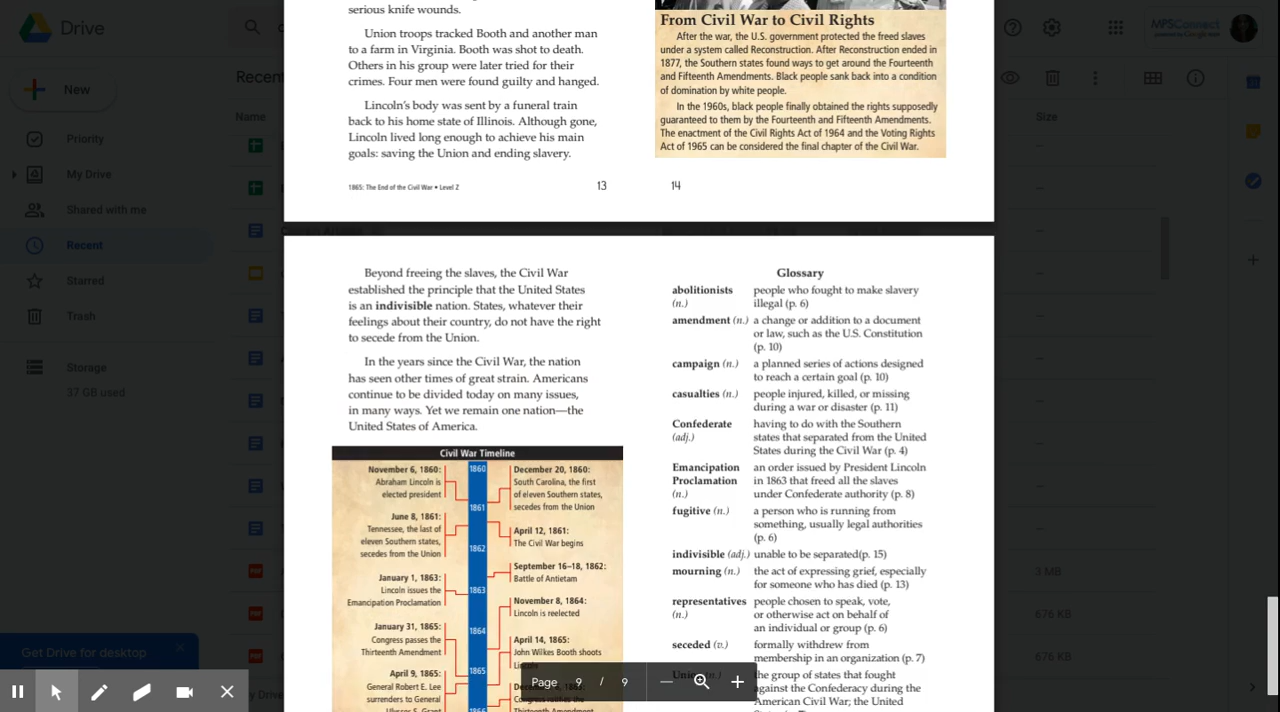 serious knife wounds.
Union troops tracked Booth and another man
to a farm in Virginia. Booth was shot to death.
Others in his group were later tried for their
crimes. Four men were found guilty and hanged.
Lincoln's body was sent by a funeral train
back to his home state of Illinois. Although gone,
Lincoln lived long enough to achieve his main
goals: saving the Union and ending slavery.
1865: The End of the Civil War • Level Z
13
From Civil War to Civil Rights
After the war, the U.S. government protected the freed slaves
under a system called Reconstruction. After Reconstruction ended in
1877, the Southern states found ways to get around the Fourteenth
and Fifteenth Amendments. Black people sank back into a condition
of domination by white people.
In the 1960s, black people finally obtained the rights supposedly
guaranteed to them by the Fourteenth and Fifteenth Amendments.
The enactment of the Civil Rights Act of 1964 and the Voting Rights
Act of 1965 can be considered the final chapter of the Civil War.
14
Drive
MPSConnect
New
Priority
My Drive
Shared with me
Recent
Starred
Trash
Storage
37 GB used
Get Drive for desktop
Recen
Name
Size
3 MB
676 KB
676 KB
Beyond freeing the slaves, the Civil War
established the principle that the United States
is an indivisible nation. States, whatever their
feelings about their country, do not have the right
to secede from the Union.
In the years since the Civil War, the nation
has seen other times of great strain. Americans
continue to be divided today on many issues,
in many ways. Yet we remain one nation—the
United States of America.
Civil War Timeline
1860
1861
1862
1863
1864
1865
1866
November 6, 1860:
Abraham Lincoln is
elected president
June 8, 1861:
Tennessee, the last of
eleven Southern states,
secedes from the Union
January 1, 1863:
Lincoln issues the
Emancipation Proclamation
January 31, 1865:
Congress passes the
Thirteenth Amendment
April 9, 1865:
General Robert E. Lee
surrenders to General
Ulysses S. Grant
December 20, 1860:
South Carolina, the first
of eleven Southern states,
secedes from the Union
April 12, 1861:
The Civil War begins
September 16–18, 1862:
Battle of Antietam
November 8, 1864:
Lincoln is reelected
April 14, 1865:
John Wilkes Booth shoots
Lincoln
Thirteenth Amendment
Glossary
abolitionists (n.) people who fought to make slavery
illegal (p. 6)
amendment (n.) a change or addition to a document
or law, such as the U.S. Constitution
(p. 10)
campaign (n.) a planned series of actions designed
to reach a certain goal (p. 10)
casualties (n.) people injured, killed, or missing
during a war or disaster (p. 11)
Confederate (adj.) having to do with the Southern
states that separated from the United
States during the Civil War (p. 4)
Emancipation Proclamation (n.) an order issued by President Lincoln
in 1863 that freed all the slaves
under Confederate authority (p. 8)
fugitive (n.) a person who is running from
something, usually legal authorities
(p. 6)
indivisible (adj.) unable to be separated(p. 15)
mourning (n.) the act of expressing grief, especially
for someone who has died (p. 13)
representatives (n.) people chosen to speak, vote,
or otherwise act on behalf of
an individual or group (p. 6)
seceded (v.) formally withdrew from
membership in an organization (p. 7)
Union (n.) the group of states that fought
against the Confederacy during the
American Civil War; the United
Page 9 / 9